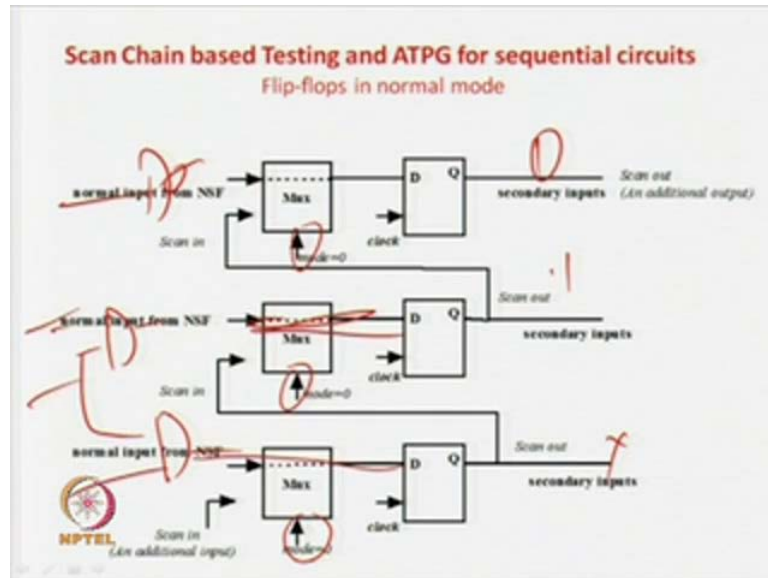 Scan Chain based Testing and ATPG for sequential circuits
Flip-flops in normal mode
normal input from NSF
Mux
D Q
secondary inputs
Scan out
(An additional output)
Scan in
mode=0
clock
Scan out
normal input from NSF
Mux
D Q
secondary inputs
Scan in
mode=0
clock
Scan out
normal input from NSF
Mux
D Q
secondary inputs
Scan in
(An additional input)
mode=0
clock
NPTEL